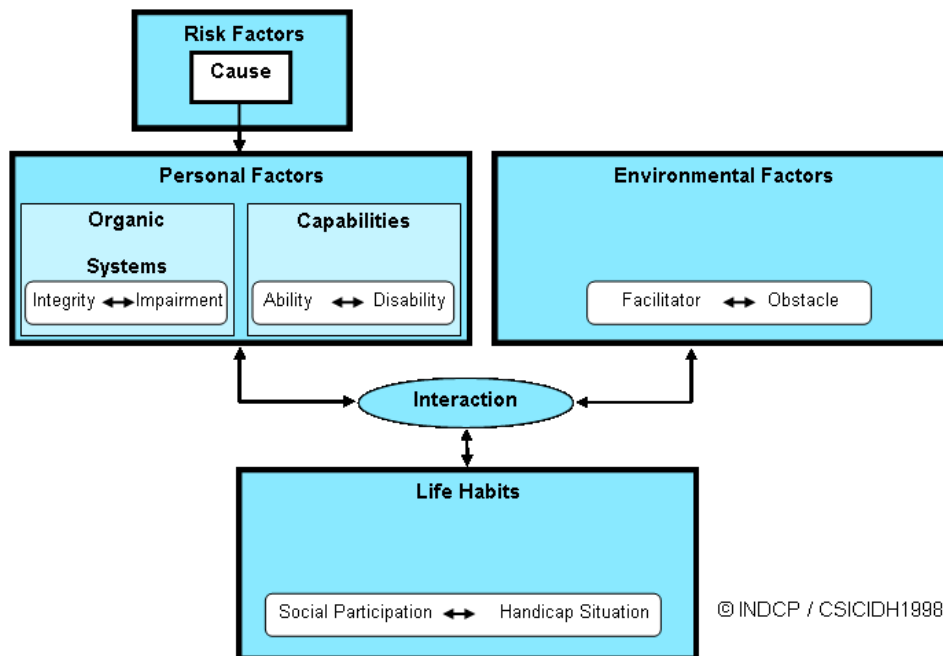 Risk Factors
Cause
Personal Factors
Organic
Systems
Integrity Impairment
Capabilities
Ability Disability
Environmental Factors
Facilitator Obstacle
Interaction
Life Habits
Social Participation Handicap Situation
© INDCP / CSICIDH1998